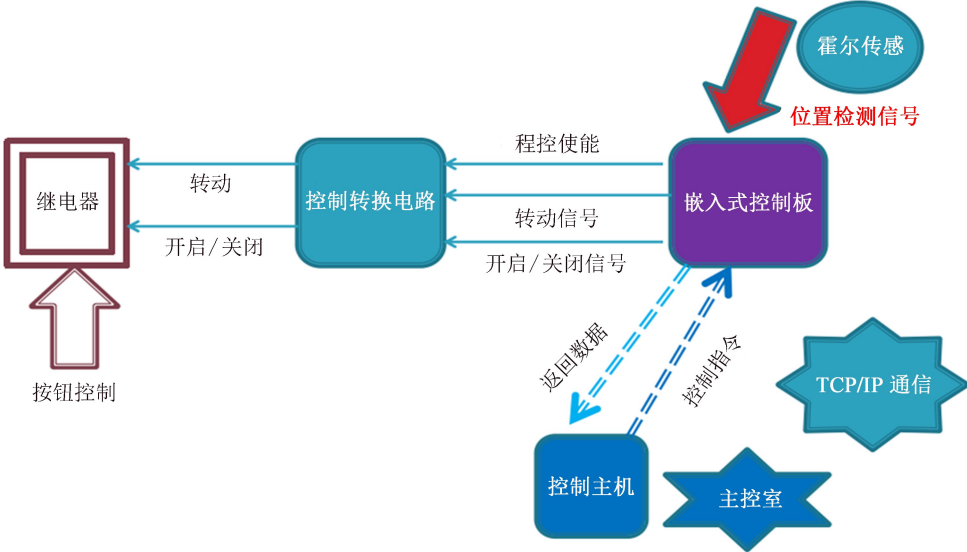 霍尔传感
位置检测信号
程控使能
继电器
转动
控制转换电路
嵌入式控制板
转动信号
开启/关闭
开启/关闭信号
返回数据
控制指令
按钮控制
TCP/IP 通信
控制主机
主控室